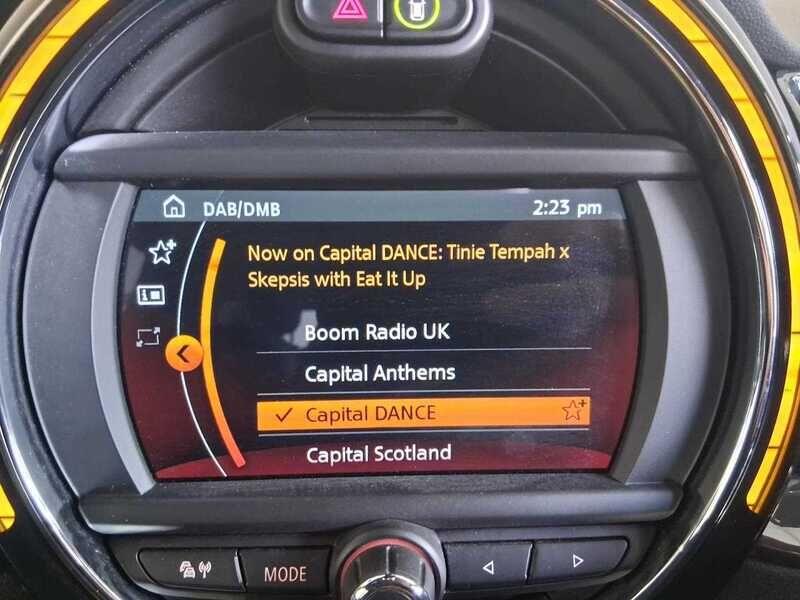 DAB/DMB 2:23 pm
Now on Capital DANCE: Tinie Tempah x
Skepsis with Eat It Up
Boom Radio UK
Capital Anthems
Capital DANCE
Capital Scotland
MODE